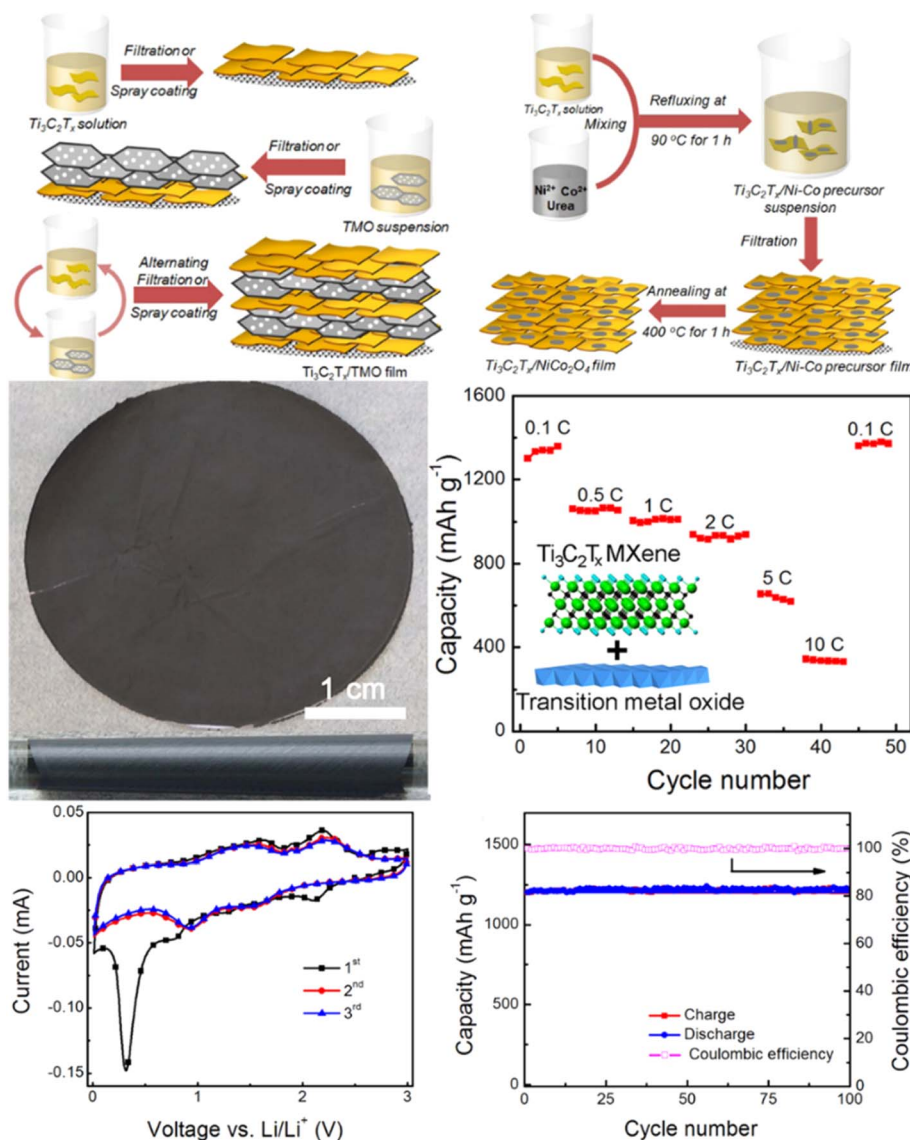 Filtration or
Spray coating
Ti₃C₂Tₓ solution
Filtration or
Spray coating
TMO suspension
Alternating
Filtration or
Spray coating
Ti₃C₂Tₓ/TMO film
Ti₃C₂Tₓ solution
Mixing
Ni²⁺ Co²⁺
Urea
Refluxing at
90 °C for 1 h
Ti₃C₂Tₓ/Ni-Co precursor
suspension
Filtration
Annealing at
400 °C for 1 h
Ti₃C₂Tₓ/NiCo₂O₄ film
Ti₃C₂Tₓ/Ni-Co precursor film
1 cm
Capacity (mAh g⁻¹)
1600
1200
800
400
0
0.1 C
0.5 C
1 C
2 C
5 C
10 C
0.1 C
Ti₃C₂Tₓ MXene
+
Transition metal oxide
0 10 20 30 40 50
Cycle number
Current (mA)
0.05
0.00
-0.05
-0.10
-0.15
1ˢᵗ
2ⁿᵈ
3ʳᵈ
0 1 2 3
Voltage vs. Li/Li⁺ (V)
Capacity (mAh g⁻¹)
1500
1250
1000
750
500
0
Charge
Discharge
Coulombic efficiency
100
80
60
40
20
0
Coulombic efficiency (%)
0 25 50 75 100
Cycle number